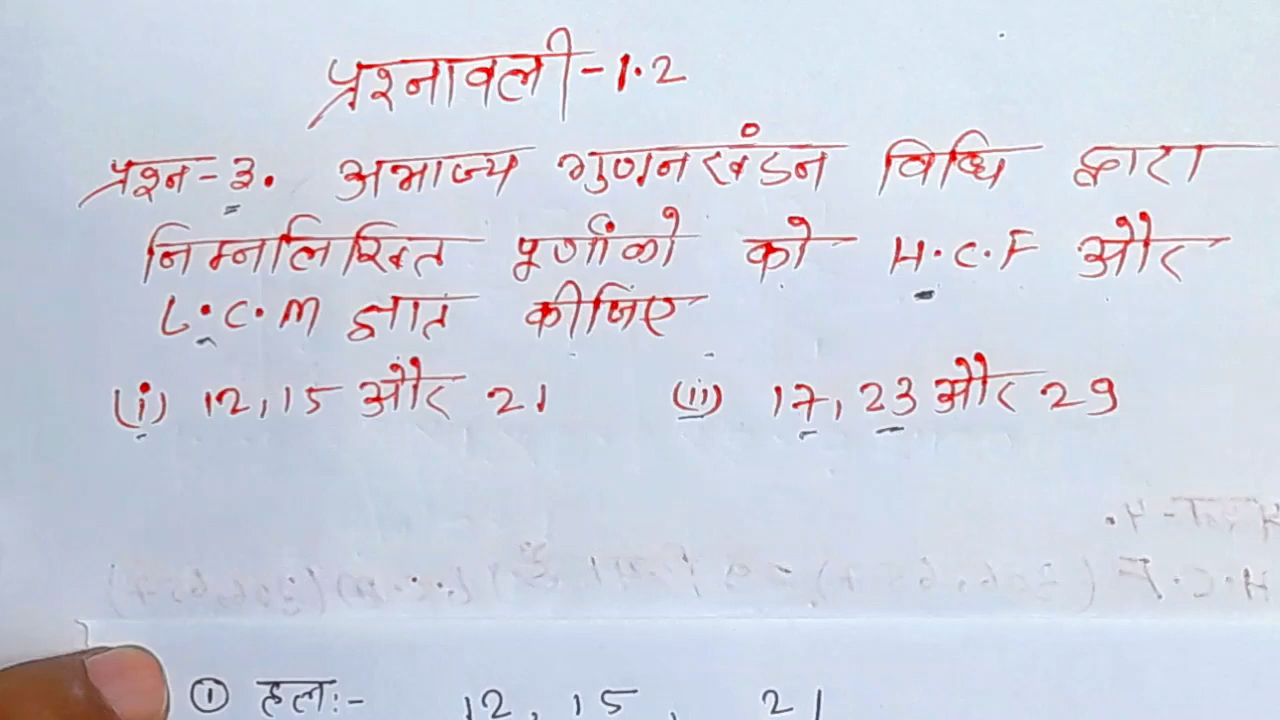 प्रश्नावली-1.2
प्रश्न-3. अभाज्य गुणनखंडन विधि द्वारा
निम्नलिखित पूर्णांको को H.C.F और
L.C.M ज्ञात कीजिए
(i) 12,15 और 21 (ii) 17, 23 और 29
① हलः- 12, 15, 21